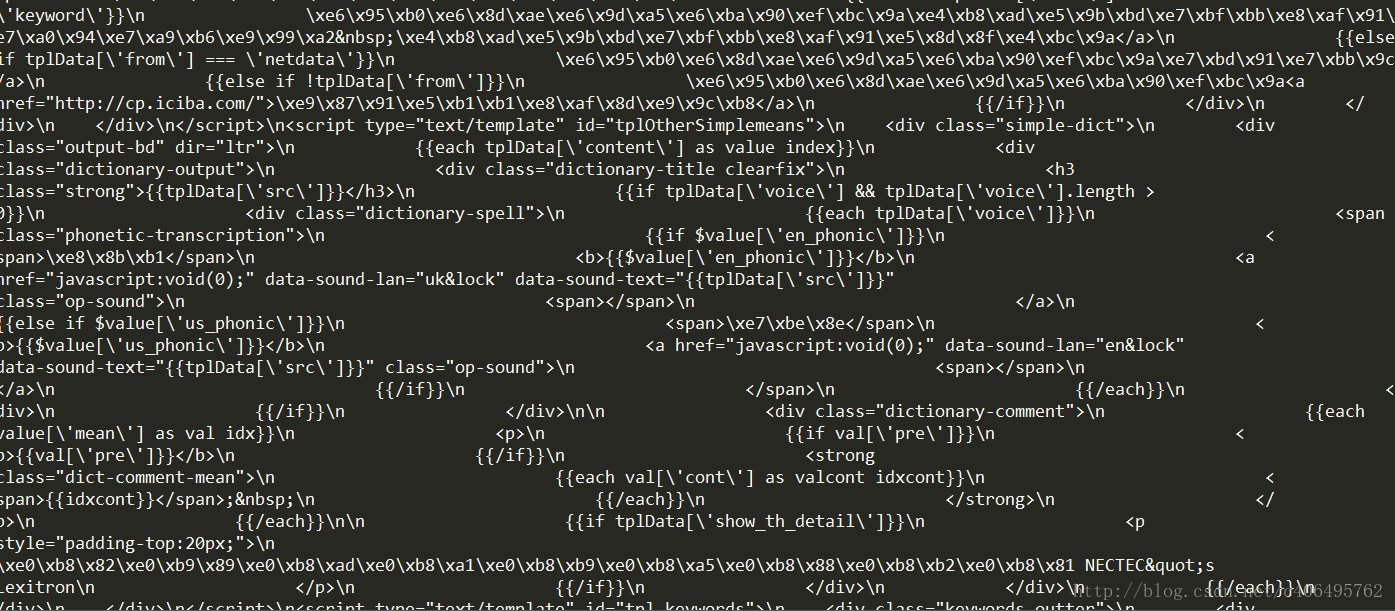 \'keyword\'}}\n \xe6\x95\xb0\xe6\x8d\xae\xe6\x9d\xa5\xe6\xba\x90\xef\xbc\x9a\xe4\xb8\xad\xe5\x9b\xbd\xe7\xbf\xbb\xe8\xaf\x91\
e7\xa0\x94\xe7\xa9\xb6\xe9\x99\xa2&nbsp;\xe4\xb8\xad\xe5\x9b\xbd\xe7\xbf\xbb\xe8\xaf\x91\xe5\x8d\x8f\xe4\xbc\x9a</a>\n {{else
if tplData[\'from\'] === \'netdata\'}}\n \xe6\x95\xb0\xe6\x8d\xae\xe6\x9d\xa5\xe6\xba\x90\xef\xbc\x9a\xe7\xbd\x91\xe7\xbb\x9c
/a>\n {{else if !tplData[\'from\']}}\n \xe6\x95\xb0\xe6\x8d\xae\xe6\x9d\xa5\xe6\xba\x90\xef\xbc\x9a<a
href="http://cp.iciba.com/">\xe9\x87\x91\xe5\xb1\xb1\xe8\xaf\x8d\xe9\x9c\xb8</a>\n {{/if}}\n </div>\n </
div>\n </div>\n</script>\n<script type="text/template" id="tplOtherSimplemeans">\n <div class="simple-dict">\n <div
class="output-bd" dir="ltr">\n {{each tplData[\'content\'] as value index}}\n <div
class="dictionary-output">\n <div class="dictionary-title clearfix">\n <h3
class="strong">{{tplData[\'src\']}}</h3>\n {{if tplData[\'voice\'] && tplData[\'voice\'].length >
0}}\n <div class="dictionary-spell">\n {{each tplData[\'voice\']}}\n <span
class="phonetic-transcription">\n {{if $value[\'en_phonic\']}}\n <
span>\xe8\x8b\xb1</span>\n <b>{{$value[\'en_phonic\']}}</b>\n <a
href="javascript:void(0);" data-sound-lan="uk&lock" data-sound-text="{{tplData[\'src\']}}"
class="op-sound">\n <span></span>\n </a>\n
{{else if $value[\'us_phonic\']}}\n <span>\xe7\xbe\x8e</span>\n <
b>{{$value[\'us_phonic\']}}</b>\n <a href="javascript:void(0);" data-sound-lan="en&lock"
data-sound-text="{{tplData[\'src\']}}" class="op-sound">\n <span></span>\n
</a>\n {{/if}}\n </span>\n {{/each}}\n <
div>\n {{/if}}\n </div>\n\n <div class="dictionary-comment">\n {{each
value[\'mean\'] as val idx}}\n <p>\n {{if val[\'pre\']}}\n <
b>{{val[\'pre\']}}</b>\n {{/if}}\n <strong
class="dict-comment-mean">\n {{each val[\'cont\'] as valcont idxcont}}\n <
span>{{idxcont}}</span>;&nbsp;\n {{/each}}\n </strong>\n </
p>\n {{/each}}\n\n {{if tplData[\'show_th_detail\']}}\n <p
style="padding-top:20px;">\n
\xe0\xb8\x82\xe0\xb9\x89\xe0\xb8\xad\xe0\xb8\xa1\xe0\xb8\xb9\xe0\xb8\xa5\xe0\xb8\x88\xe0\xb8\xb2\xe0\xb8\x81 NECTEC&quot;s
Lexitron\n </p>\n {{/if}}\n </div>\n </div>\n {{/each}}\n
</div>\n </div>\n</script>\n<script type="text/template" id="tpl_keywords">\n <div class="keywords-outter">\n <div
http://blog.csdn.net/c406495762